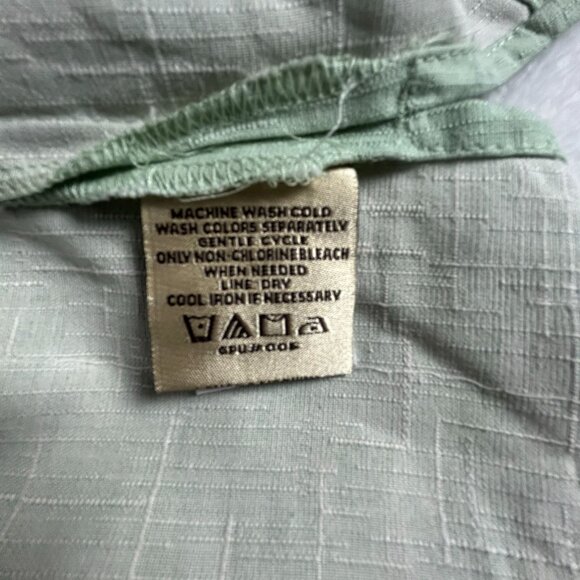 MACHINE WASH COLD
WASH COLORS SEPARATELY
GENTLE CYCLE
ONLY NON-CHLORINE BLEACH
WHEN NEEDED
LINE DRY
COOL IRON IF NECESSARY